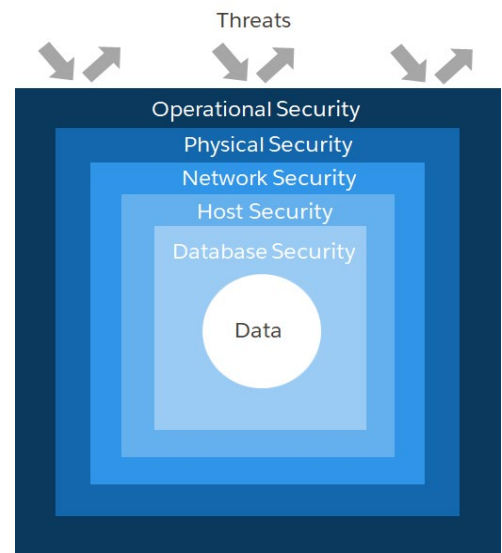 Threats
Operational Security
Physical Security
Network Security
Host Security
Database Security
Data